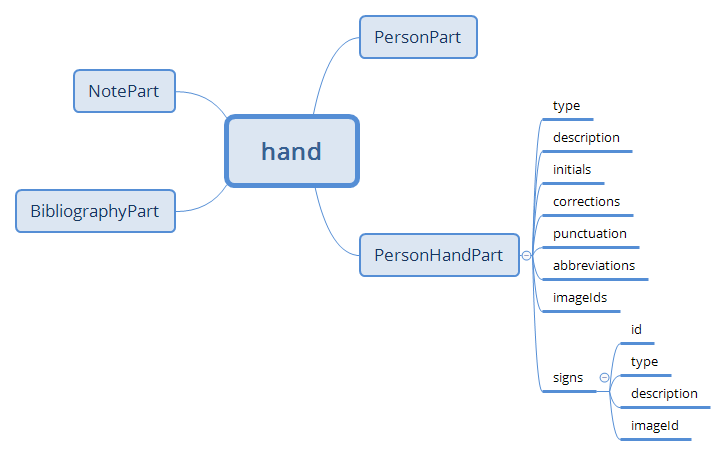 hand
PersonPart
NotePart
BibliographyPart
PersonHandPart
type
description
initials
corrections
punctuation
abbreviations
imageIds
signs
id
type
description
imageId